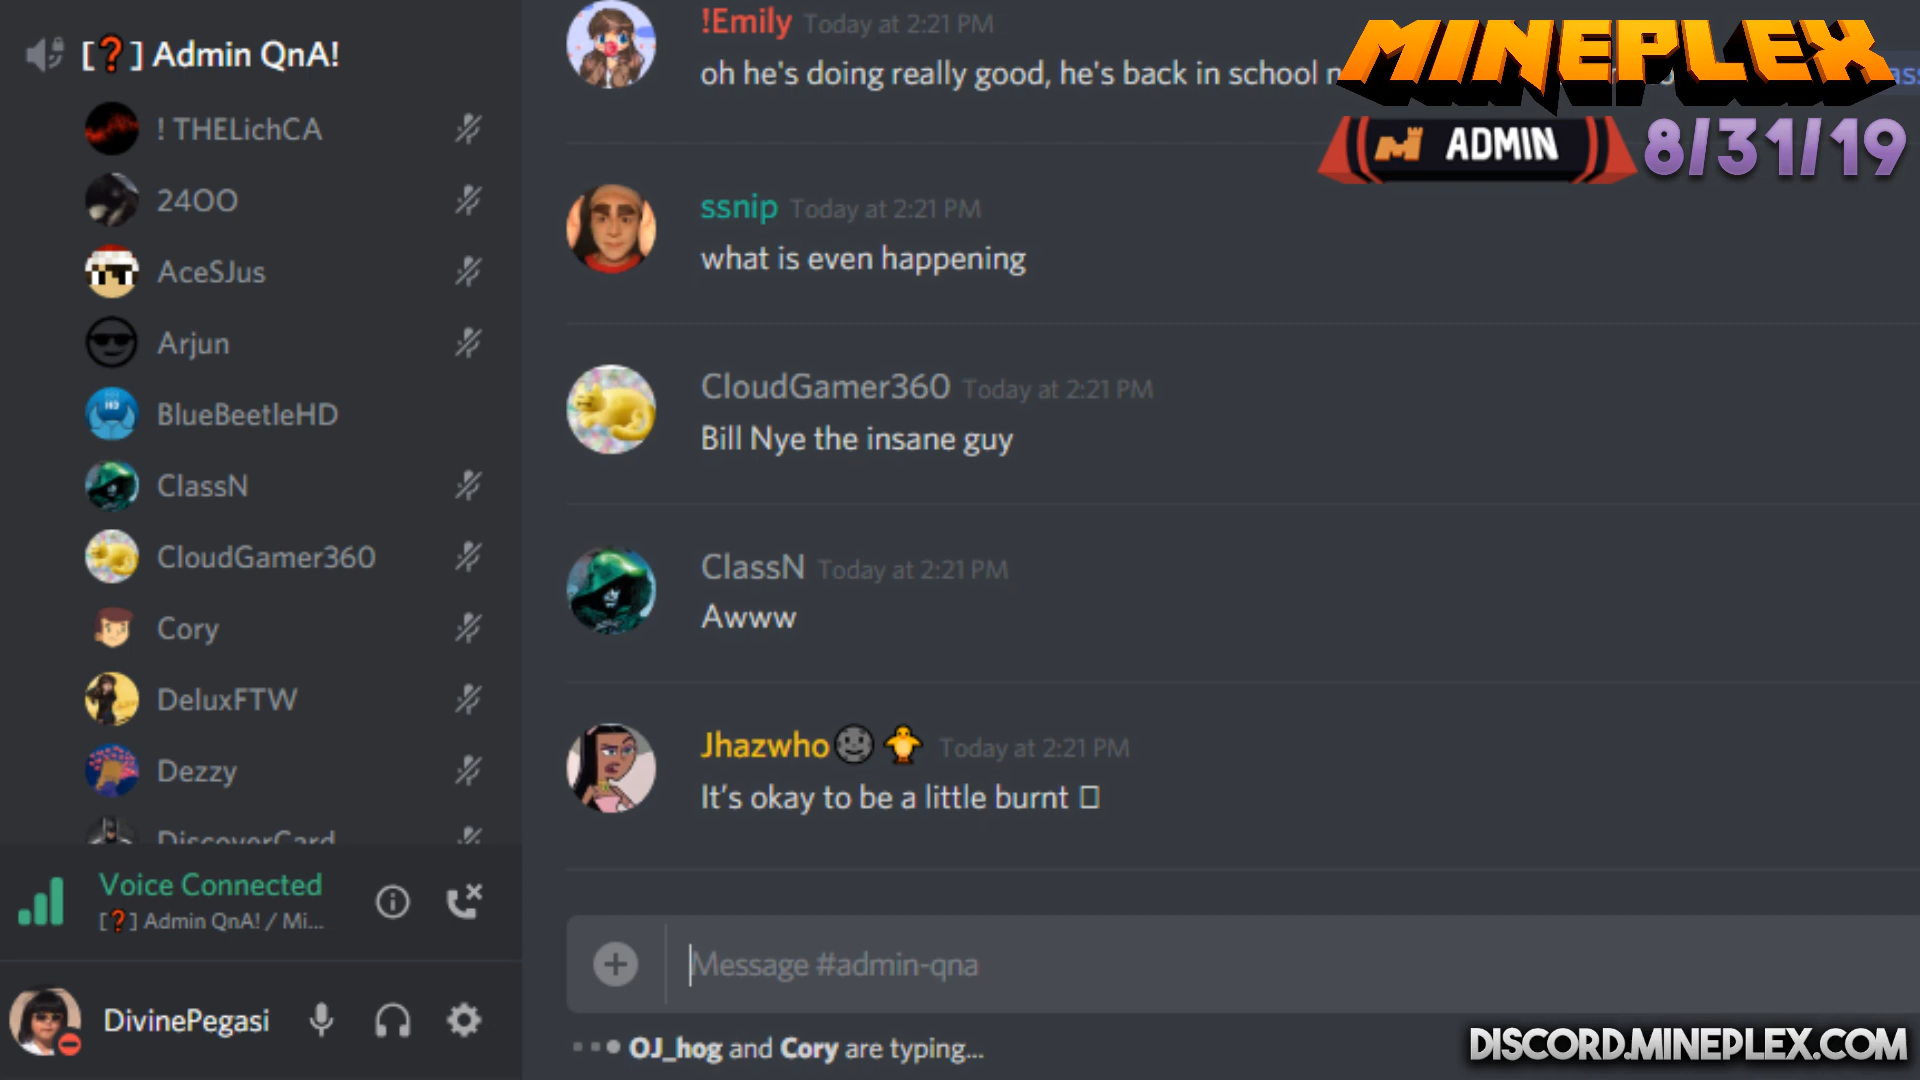 [❓] Admin QnA!
! THELichCA
24OO
AceSJus
Arjun
BlueBeetleHD
ClassN
CloudGamer360
Cory
DeluxFTW
Dezzy
DiscoverCard
Voice Connected
[❓] Admin QnA! / Mi...
DivinePegasi
!Emily Today at 2:21 PM
oh he's doing really good, he's back in school
ssnip Today at 2:21 PM
what is even happening
CloudGamer360 Today at 2:21 PM
Bill Nye the insane guy
ClassN Today at 2:21 PM
Awww
Jhazwho Today at 2:21 PM
It's okay to be a little burnt
Message #admin-qna
OJ_hog and Cory are typing...
MINEPLEX
ADMIN 8/31/19
DISCORD.MINEPLEX.COM